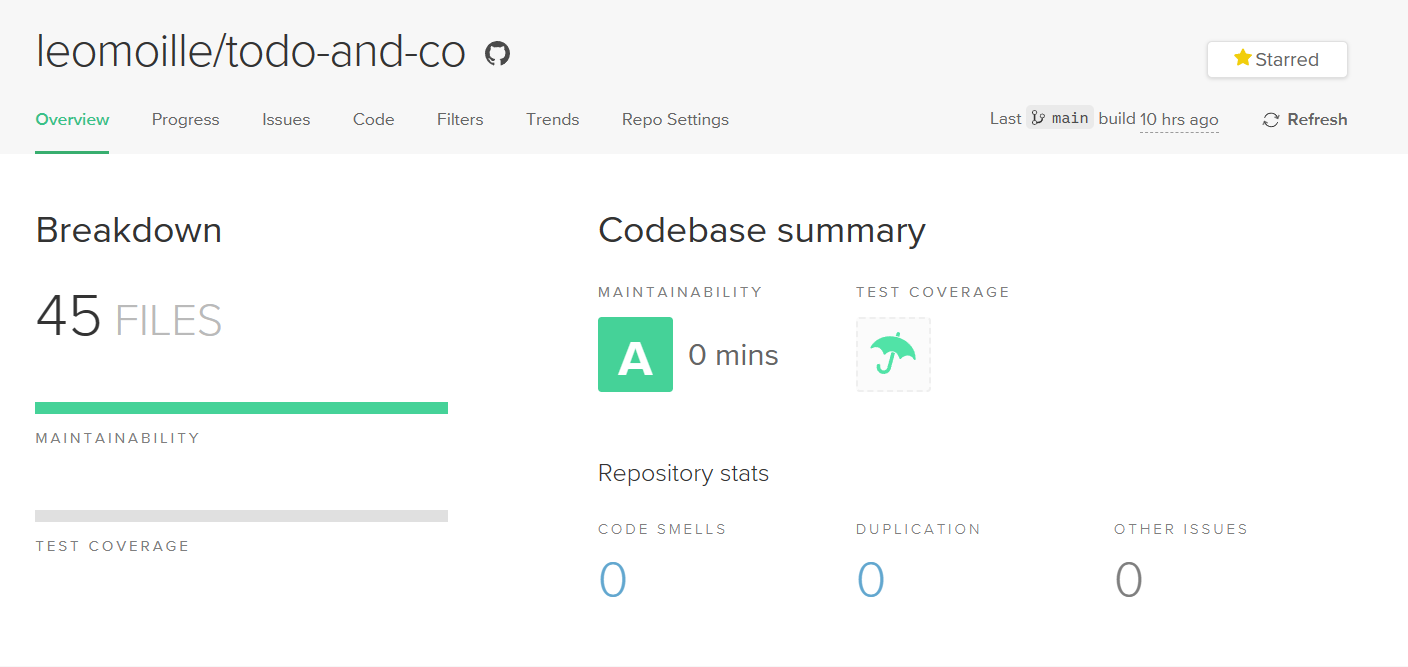 leomoille/todo-and-co
Starred
Overview Progress Issues Code Filters Trends Repo Settings
Last main build 10 hrs ago Refresh
Breakdown
45 FILES
MAINTAINABILITY
TEST COVERAGE
Codebase summary
MAINTAINABILITY TEST COVERAGE
A 0 mins
Repository stats
CODE SMELLS DUPLICATION OTHER ISSUES
0 0 0